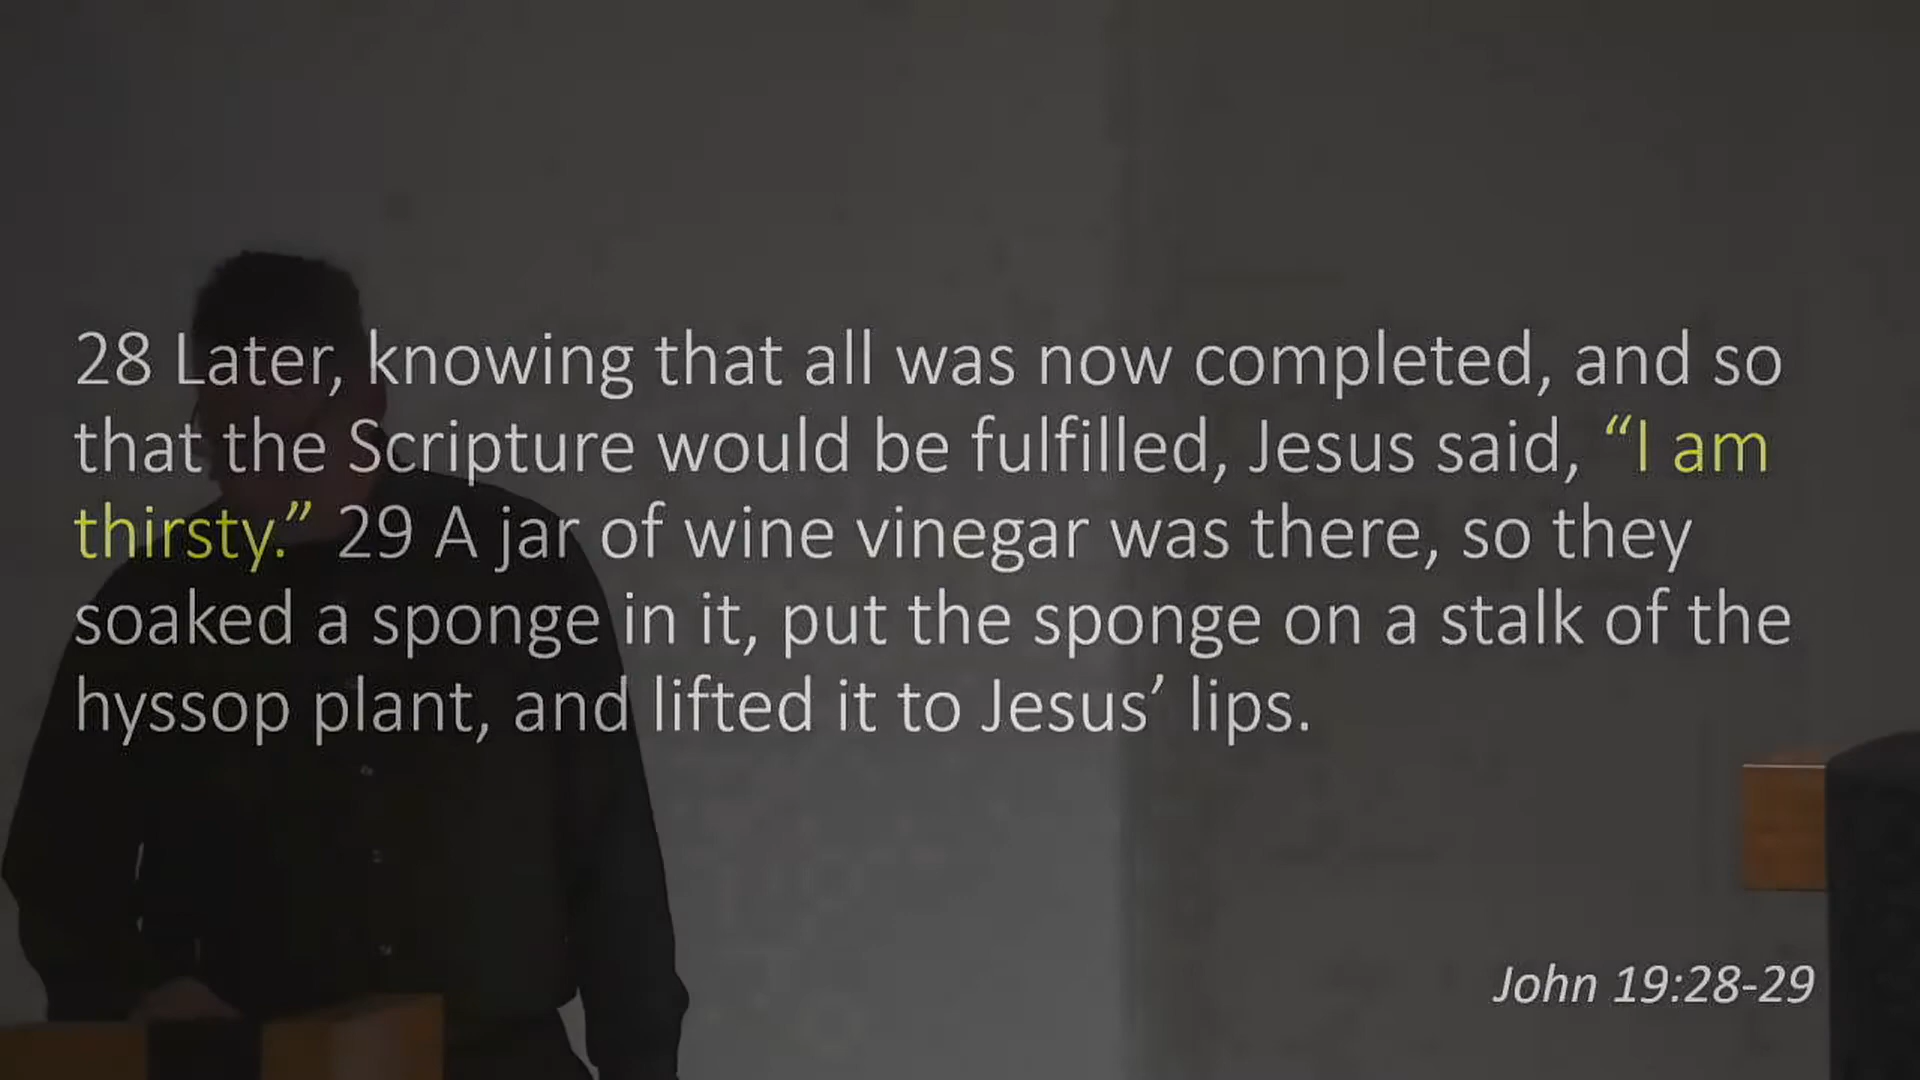 28 Later, knowing that all was now completed, and so
that the Scripture would be fulfilled, Jesus said, “I am
thirsty.” 29 A jar of wine vinegar was there, so they
soaked a sponge in it, put the sponge on a stalk of the
hyssop plant, and lifted it to Jesus’ lips.
John 19:28-29